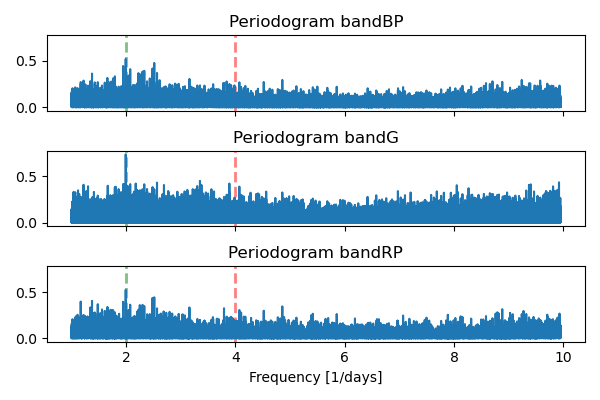 Periodogram bandBP
0.5
0.0
Periodogram bandG
0.5
0.0
Periodogram bandRP
0.5
0.0
2 4 6 8 10
Frequency [1/days]